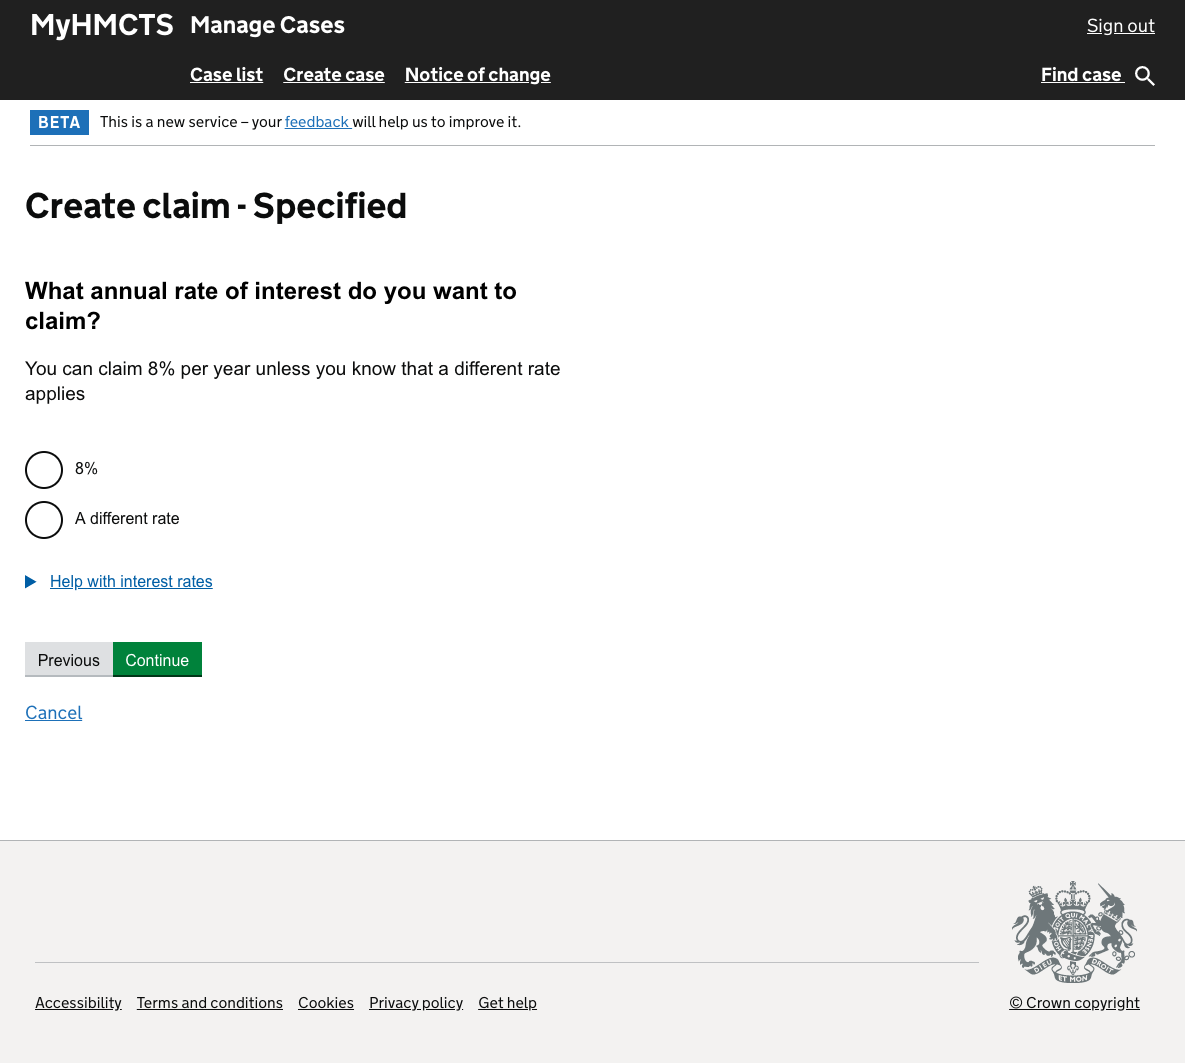 MyHMCTS Manage Cases Sign out
Case list Create case Notice of change Find case
BETA This is a new service – your feedback will help us to improve it.
Create claim - Specified
What annual rate of interest do you want to
claim?
You can claim 8% per year unless you know that a different rate
applies
8%
A different rate
Help with interest rates
Previous Continue
Cancel
DIEU ET MON DROIT
Accessibility Terms and conditions Cookies Privacy policy Get help © Crown copyright